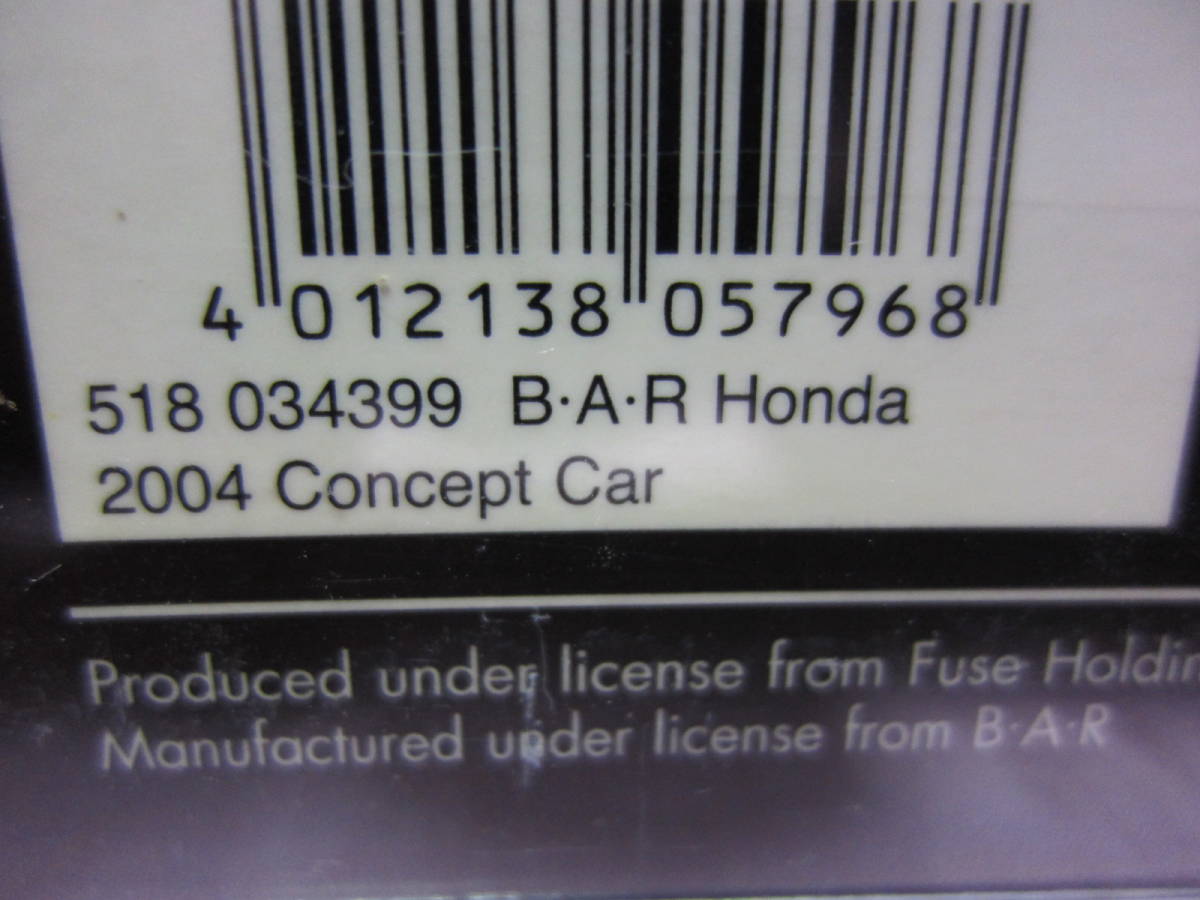 4 012138 057968
518 034399 B·A·R Honda
2004 Concept Car
Produced under license from Fuse
Manufactured under license from B·A·R